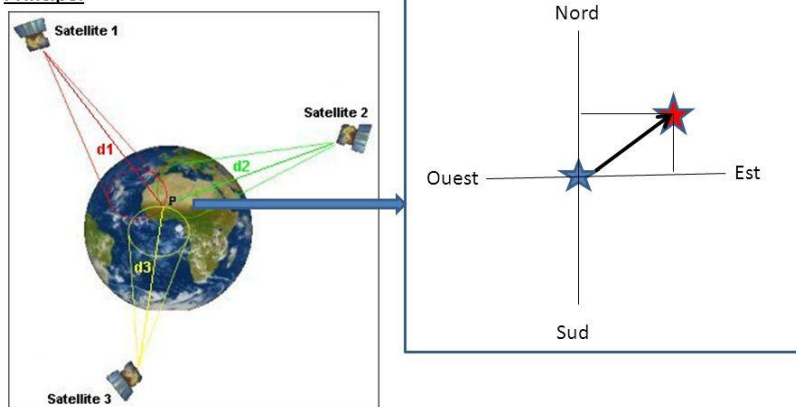 Principe:
Satellite 1
Satellite 2
d1
d2
P
d3
Satellite 3
Nord
Ouest
Est
Sud